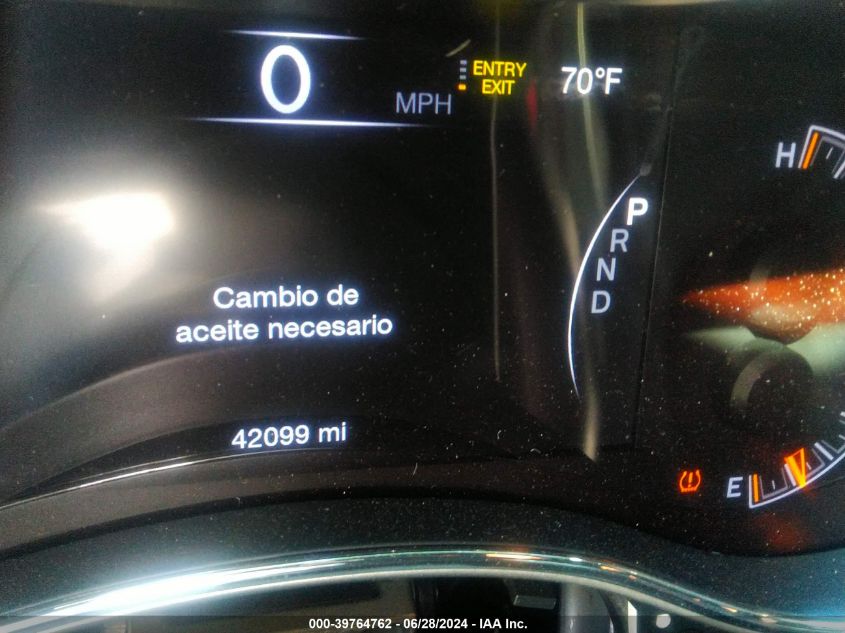 0
MPH
ENTRY
EXIT
70°F
H
P
R
N
D
Cambio de
aceite necesario
42099 mi
E
000-39764762 - 06/28/2024 - IAA Inc.